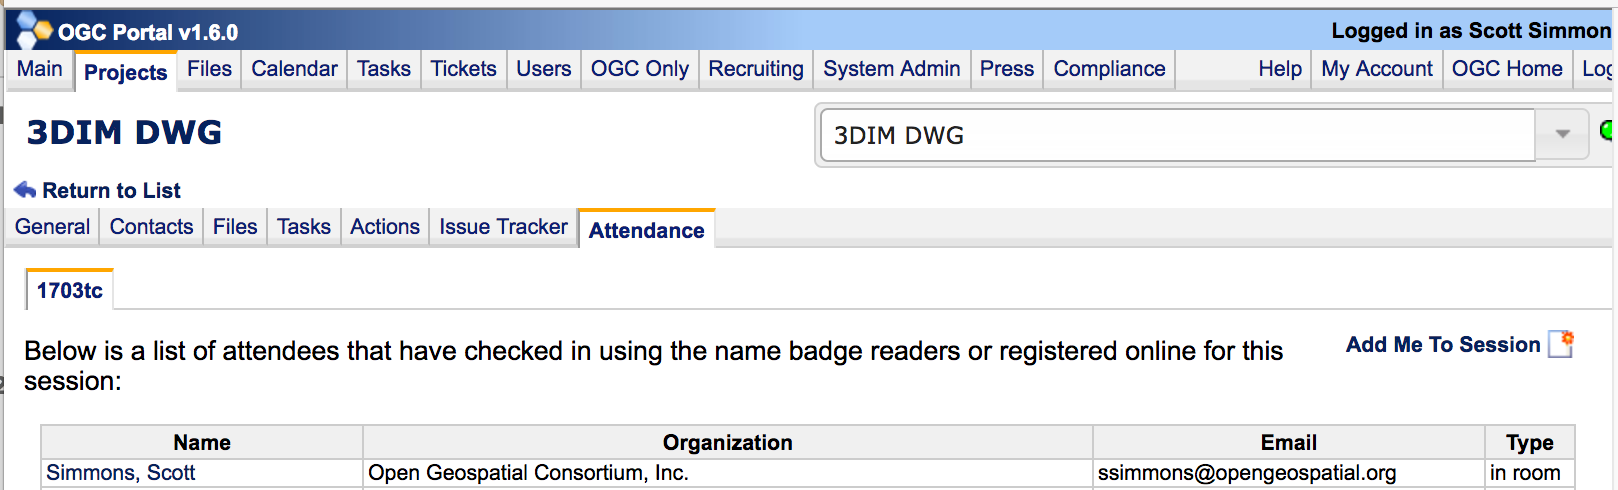 OGC Portal v1.6.0 Logged in as Scott Simmon
Main Projects Files Calendar Tasks Tickets Users OGC Only Recruiting System Admin Press Compliance Help My Account OGC Home
3DIM DWG 3DIM DWG
Return to List
General Contacts Files Tasks Actions Issue Tracker Attendance
1703tc
Below is a list of attendees that have checked in using the name badge readers or registered online for this Add Me To Session
session:
Name Organization Email Type
Simmons, Scott Open Geospatial Consortium, Inc. ssimmons@opengeospatial.org in room